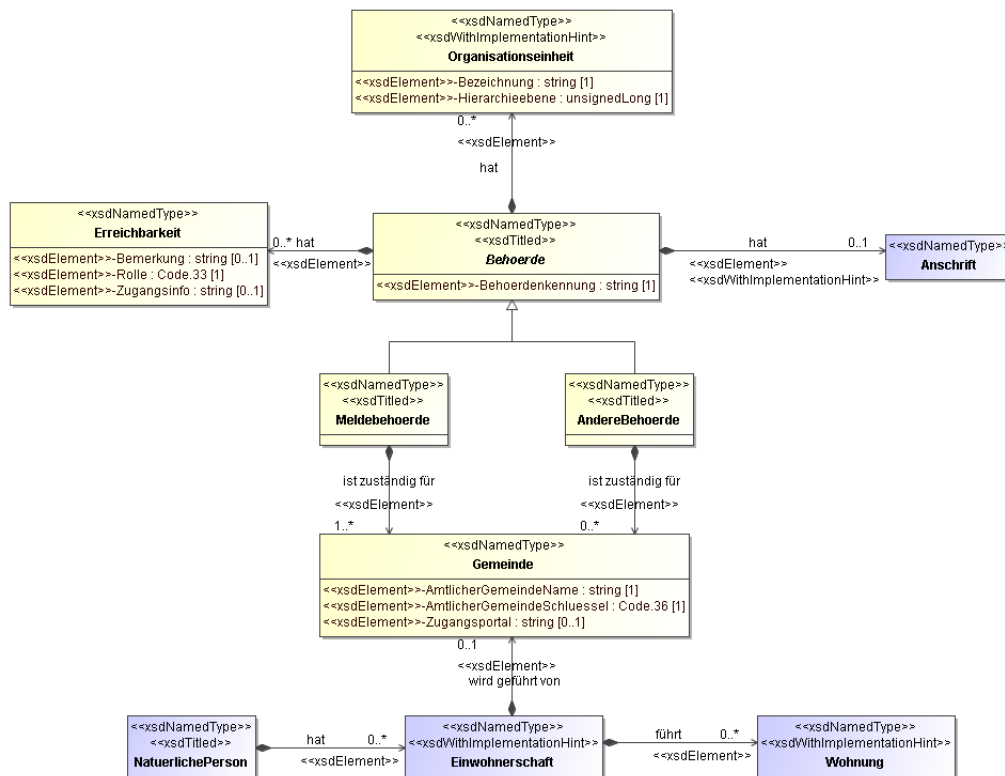 <<xsdNamedType>>
<<xsdWithImplementationHint>>
Organisationseinheit
<<xsdElement>>-Bezeichnung : string [1]
<<xsdElement>>-Hierarchieebene : unsignedLong [1]
0..*
<<xsdElement>>
hat
<<xsdNamedType>>
Erreichbarkeit
<<xsdElement>>-Bemerkung : string [0..1]
<<xsdElement>>-Rolle : Code.33 [1]
<<xsdElement>>-Zugangsinfo : string [0..1]
0..* hat
<<xsdElement>>
<<xsdNamedType>>
<<xsdTitled>>
Behoerde
<<xsdElement>>-Behoerdenkennung : string [1]
hat 0..1
<<xsdElement>>
<<xsdWithImplementationHint>>
<<xsdNamedType>>
Anschrift
<<xsdNamedType>>
<<xsdTitled>>
Meldebehoerde
<<xsdNamedType>>
<<xsdTitled>>
AndereBehoerde
ist zuständig für
<<xsdElement>>
1..*
ist zuständig für
<<xsdElement>>
0..*
<<xsdNamedType>>
Gemeinde
<<xsdElement>>-AmtlicherGemeindeName : string [1]
<<xsdElement>>-AmtlicherGemeindeSchluessel : Code.36 [1]
<<xsdElement>>-Zugangsportal : string [0..1]
0..1
<<xsdElement>>
wird geführt von
<<xsdNamedType>>
<<xsdTitled>>
NatuerlichePerson
hat 0..*
<<xsdElement>>
<<xsdNamedType>>
<<xsdWithImplementationHint>>
Einwohnerschaft
führt 0..*
<<xsdElement>>
<<xsdNamedType>>
<<xsdWithImplementationHint>>
Wohnung